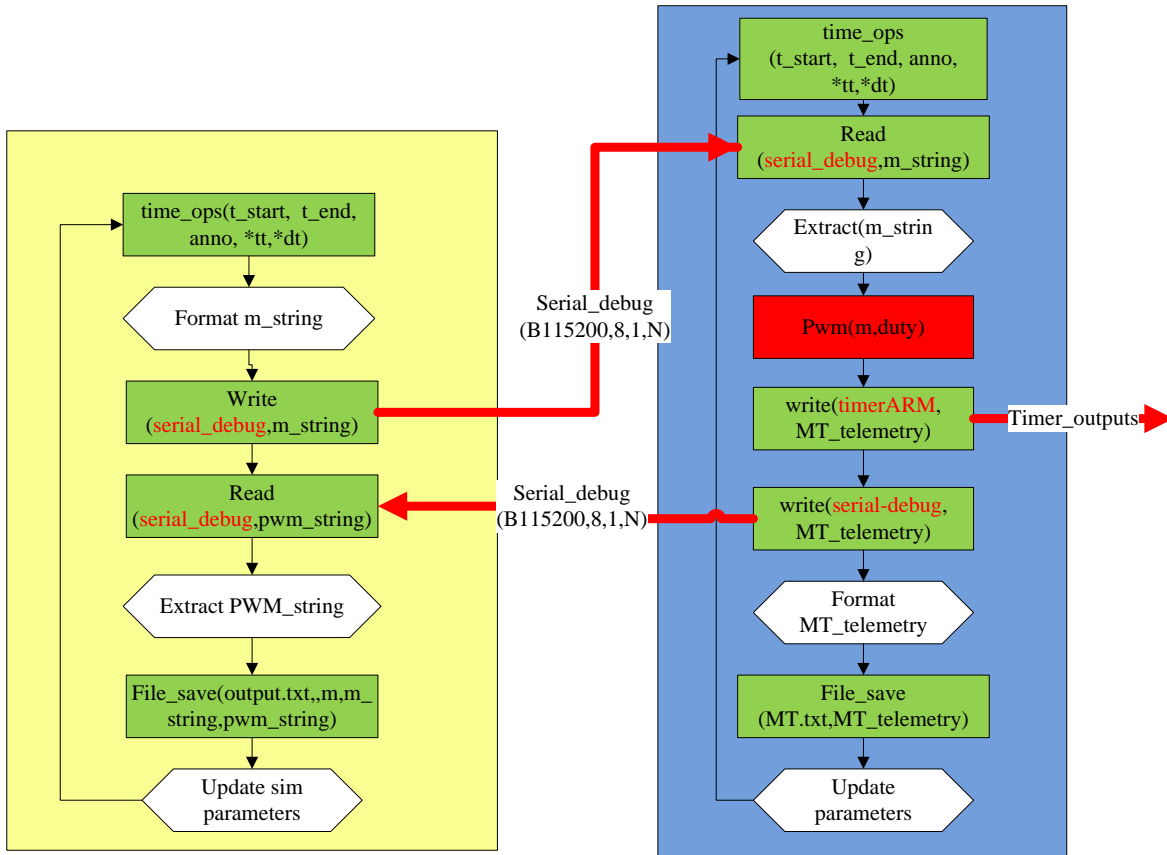 time_ops(t_start,  t_end,
anno, *tt,*dt)
Format m_string
Write
(serial_debug,m_string)
Read
(serial_debug,pwm_string)
Extract PWM_string
File_save(output.txt,,m,m_
string,pwm_string)
Update sim
parameters
Serial_debug
(B115200,8,1,N)
Serial_debug
(B115200,8,1,N)
time_ops
(t_start,  t_end, anno,
*tt,*dt)
Read
(serial_debug,m_string)
Extract(m_strin
g)
Pwm(m,duty)
write(timerARM,
MT_telemetry)
Timer_outputs
write(serial-debug,
MT_telemetry)
Format
MT_telemetry
File_save
(MT.txt,MT_telemetry)
Update
parameters